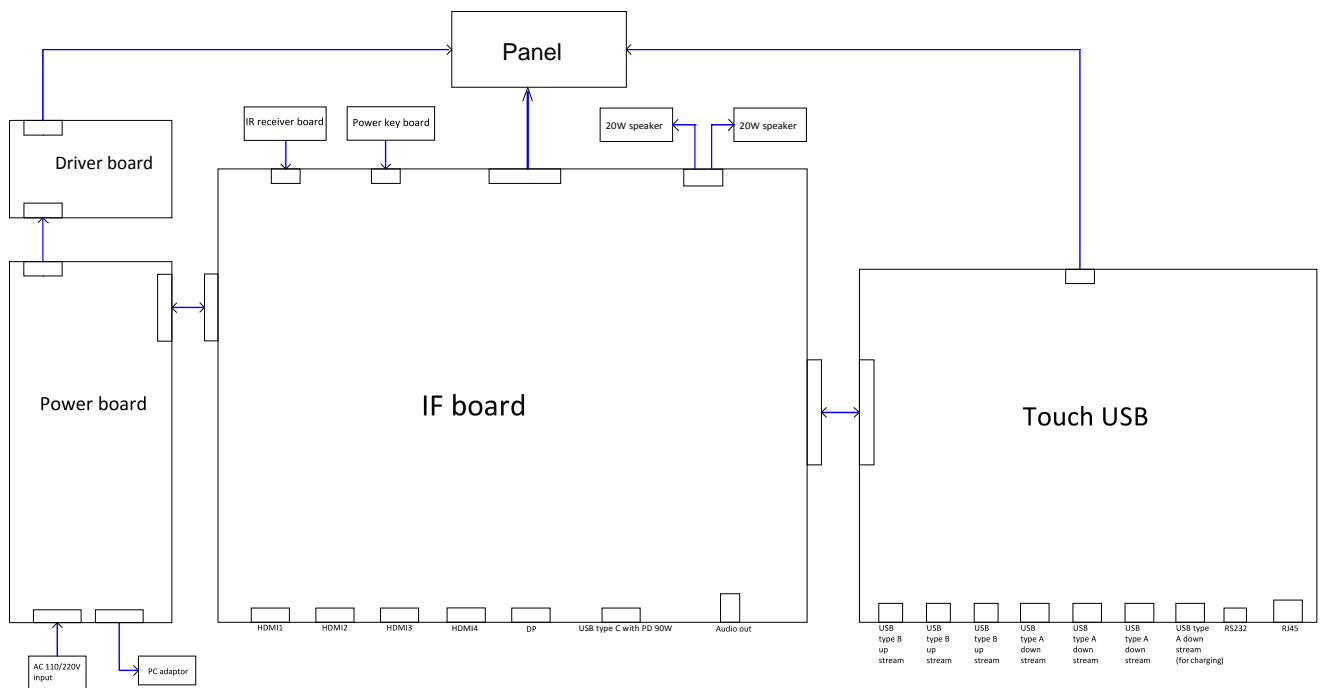 Panel
IR receiver board
Power key board
20W speaker
20W speaker
Driver board
Power board
IF board
Touch USB
HDMI1
HDMI2
HDMI3
HDMI4
DP
USB type C with PD 90W
Audio out
USB
type B
up
stream
USB
type B
up
stream
USB
type B
up
stream
USB
type A
down
stream
USB
type A
down
stream
USB
type A
down
stream
USB type
A down
stream
(for charging)
RS232
RJ45
AC 110/220V
input
PC adaptor